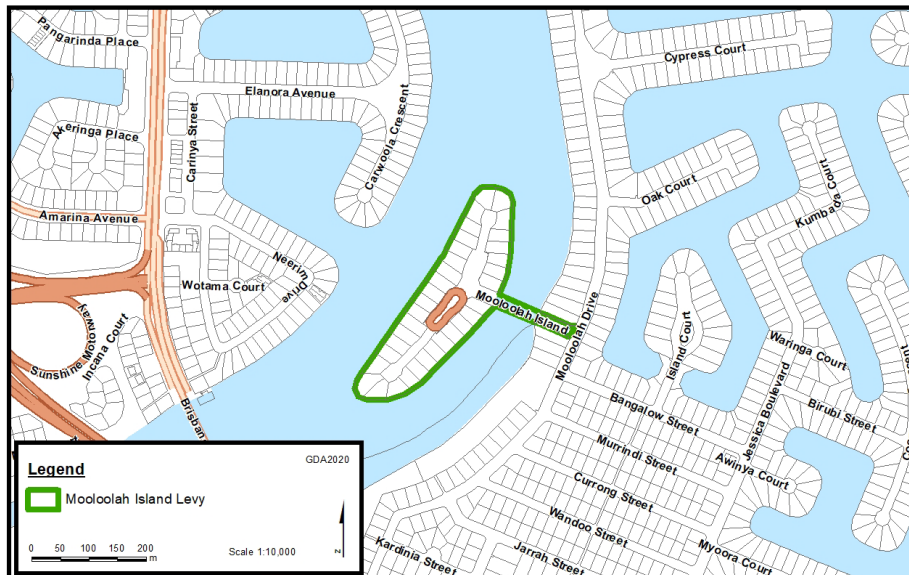 Pangarinda Place
Cypress Court
Elanora Avenue
Carwoola Crescent
Akeringa Place
Carinya Street
Oak Court
Kumbada Court
Amarina Avenue
Neerim Drive
Wotama Court
Mooloolah Island
Mooloolah Drive
Island Court
Waringa Court
Sunshine Motorway
Incana Court
Jessica Boulevard
Birubi Street
Bangalow Street
Murrindi Street
Awinya Court
Currong Street
Wandoo Street
Myoora Court
Kardinia Street
Jarrah Street
Legend
GDA2020
Mooloolah Island Levy
0 50 100 150 200
m
Scale 1:10,000
N